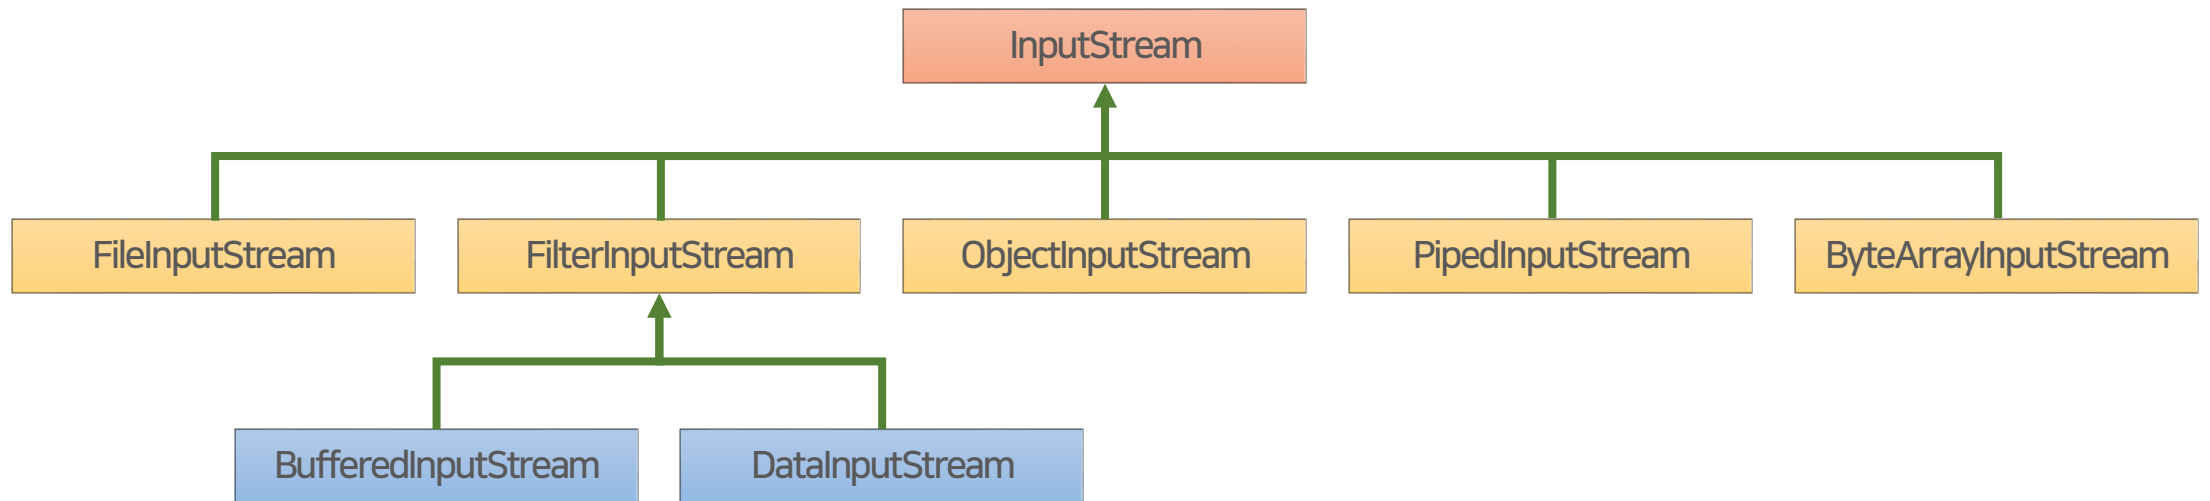 InputStream
FileInputStream
FilterInputStream
ObjectInputStream
PipedInputStream
ByteArrayInputStream
BufferedInputStream
DataInputStream